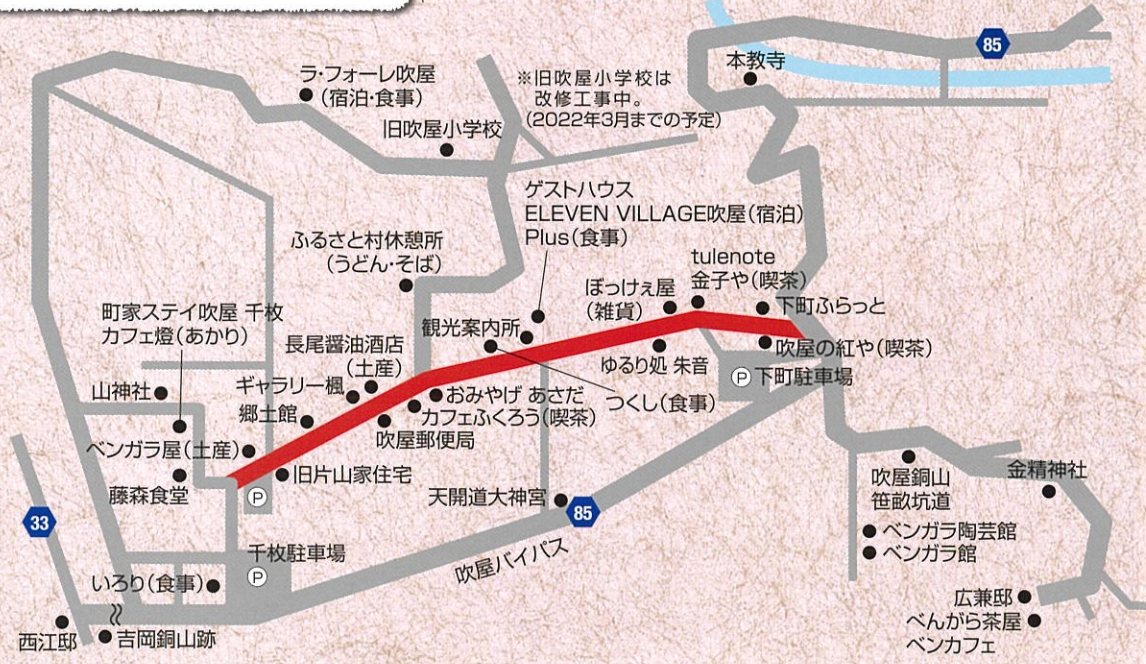 85
本教寺
ラ・フォーレ吹屋
(宿泊・食事)
※旧吹屋小学校は
改修工事中。
(2022年3月までの予定)
旧吹屋小学校
ゲストハウス
ELEVEN VILLAGE吹屋(宿泊)
Plus(食事)
ふるさと村休憩所
(うどん・そば)
tulenote
金子や(喫茶)
ぼっけぇ屋
(雑貨)
下町ふらっと
町家ステイ吹屋 千枚
カフェ燈(あかり)
観光案内所
長尾醤油酒店
(土産)
吹屋の紅や(喫茶)
ゆるり処 朱音
P 下町駐車場
山神社
ギャラリー楓
おみやげ あさだ
つくし(食事)
郷土館
カフェふくろう(喫茶)
吹屋郵便局
ベンガラ屋(土産)
旧片山家住宅
藤森食堂
P
天開道大神宮
85
吹屋銅山
笹畝坑道
金精神社
33
ベンガラ陶芸館
ベンガラ館
千枚駐車場
P
吹屋バイパス
いろり(食事)
広兼邸
べんがら茶屋
ベンカフェ
西江邸
吉岡銅山跡